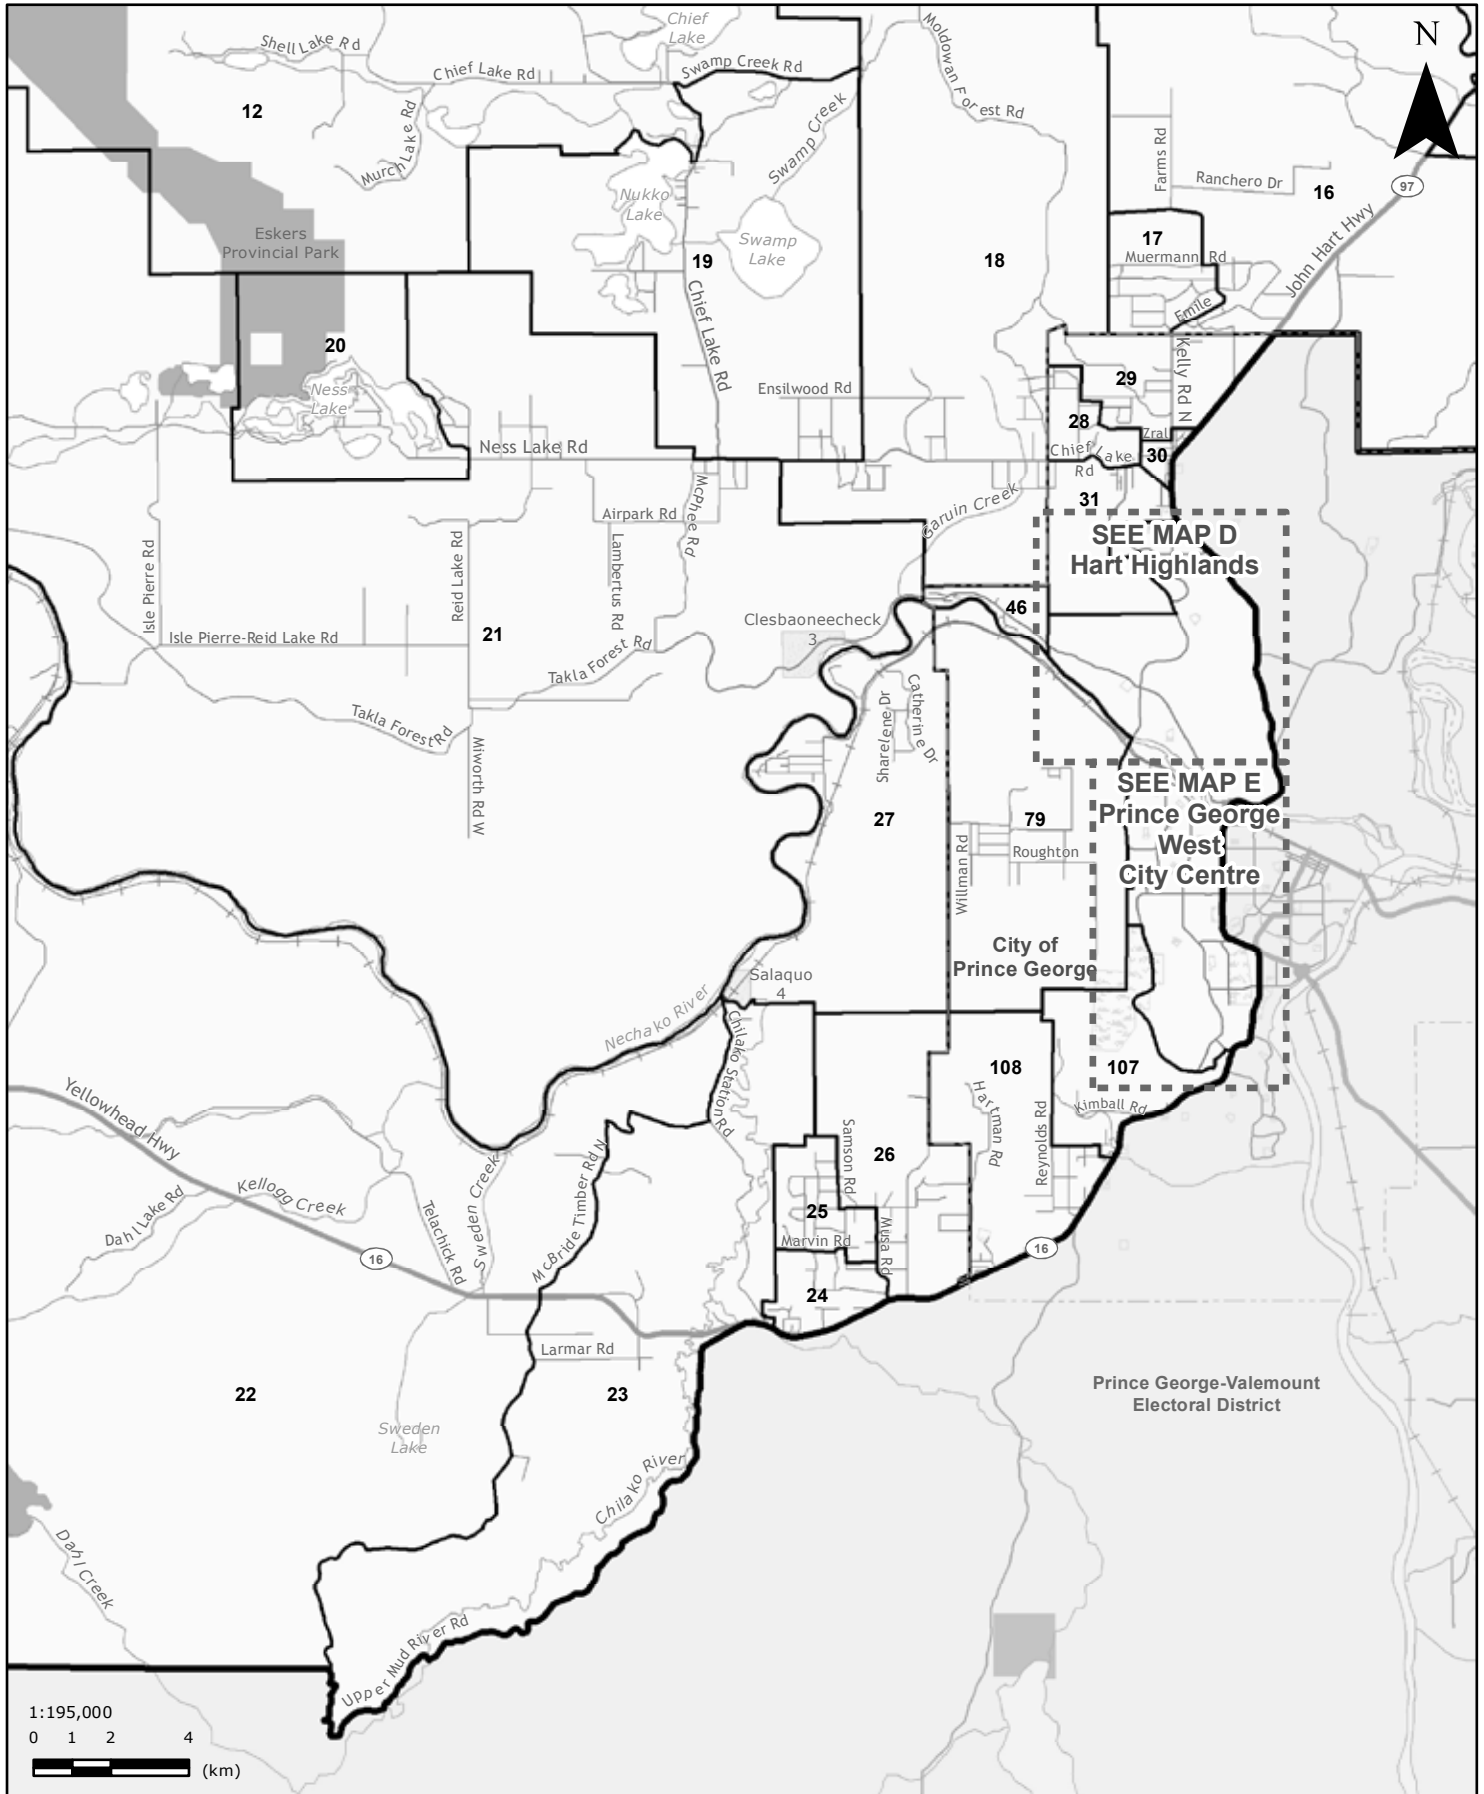 Chief
Lake
N
Shell Lake Rd
Chief Lake Rd
Swamp Creek Rd
Moldowan Forest Rd
12
Murch Lake Rd
Swamp Creek
Farms Rd
Ranchero Dr
16
97
John Hart Hwy
Nukko
Lake
Swamp
Lake
Eskers
Provincial Park
17
Muermann Rd
19
18
Emile
Chief Lake Rd
20
Kelly Rd N
29
Ness
Lake
Ensilwood Rd
28
Zral
Ness Lake Rd
Chief Lake
Rd
30
31
McPhee Rd
Garuin Creek
Airpark Rd
SEE MAP D
Hart Highlands
Isle Pierre Rd
Reid Lake Rd
Lambertus Rd
46
Clesbaoneecheck
3
Isle Pierre-Reid Lake Rd
21
Takla Forest Rd
Takla Forest Rd
Sharelene Dr
Catherine Dr
Miworth Rd W
SEE MAP E
Prince George
West
City Centre
27
79
Willman Rd
Roughton
City of
Prince George
Salaquo
4
Nechako River
Chilako Station Rd
108
107
Yellowhead Hwy
Hartman Rd
Reynolds Rd
Kimball Rd
Samson Rd
26
Kellogg Creek
Dahl Lake Rd
Telachick Rd
Sweden Creek
McBride Timber Rd N
25
Marvin Rd
Misa Rd
16
16
24
Larmar Rd
22
23
Prince George-Valemount
Electoral District
Sweden
Lake
Chilako River
Dahl Creek
Upper Mud River Rd
1:195,000
0 1 2 4
(km)